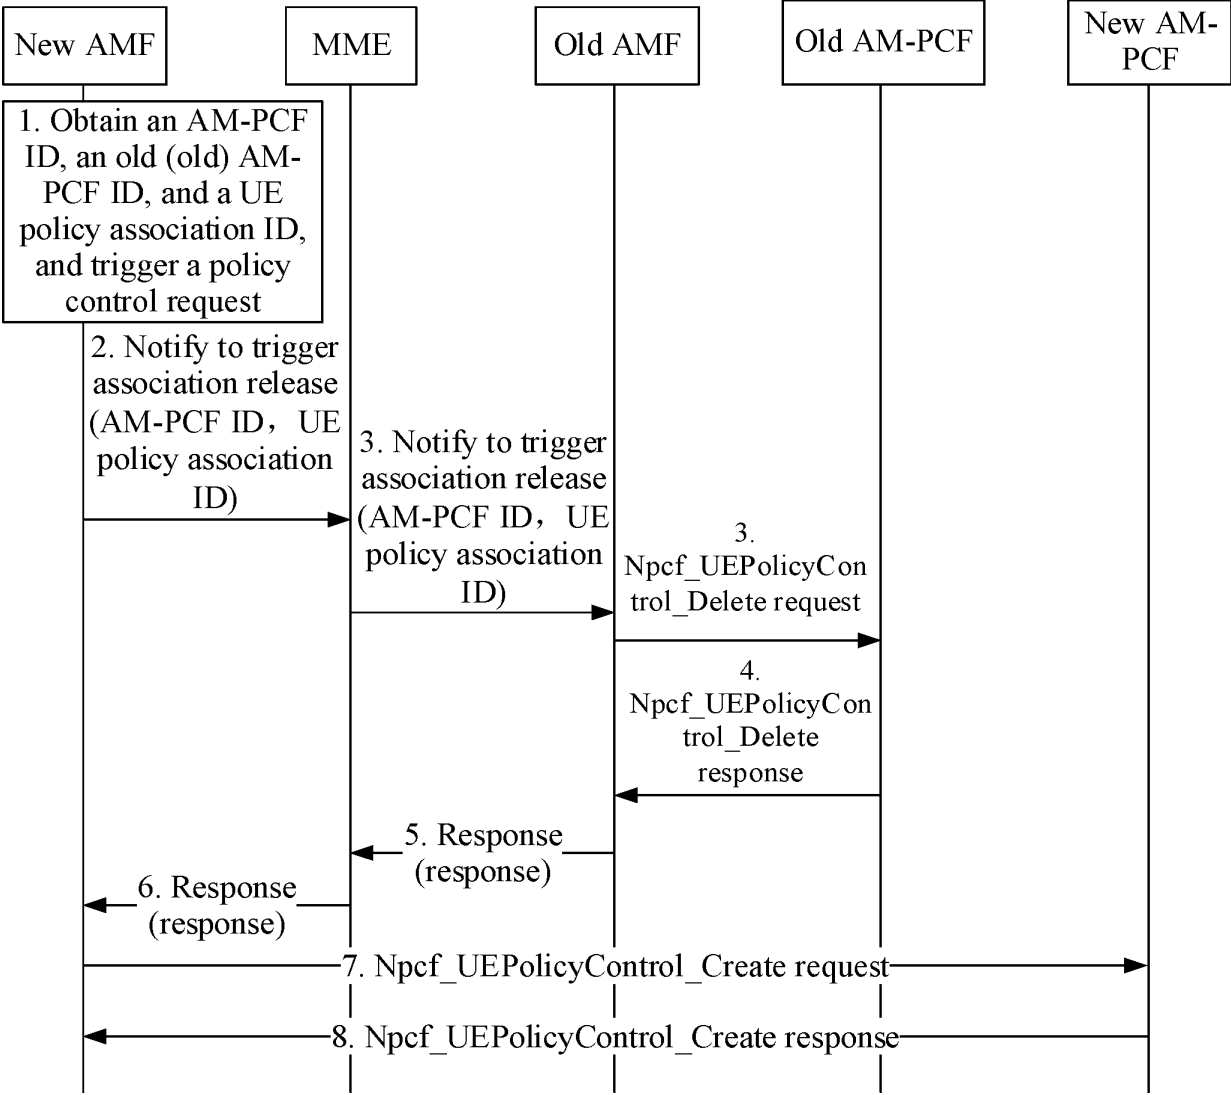 New AMF
MME
Old AMF
Old AM-PCF
New AM-
PCF
1. Obtain an AM-PCF
ID, an old (old) AM-
PCF ID, and a UE
policy association ID,
and trigger a policy
control request
2. Notify to trigger
association release
(AM-PCF ID，UE
policy association
ID)
3. Notify to trigger
association release
(AM-PCF ID，UE
policy association
ID)
3.
Npcf_UEPolicyCon
trol_Delete request
4.
Npcf_UEPolicyCon
trol_Delete
response
5. Response
(response)
6. Response
(response)
7. Npcf_UEPolicyControl_Create request
8. Npcf_UEPolicyControl_Create response